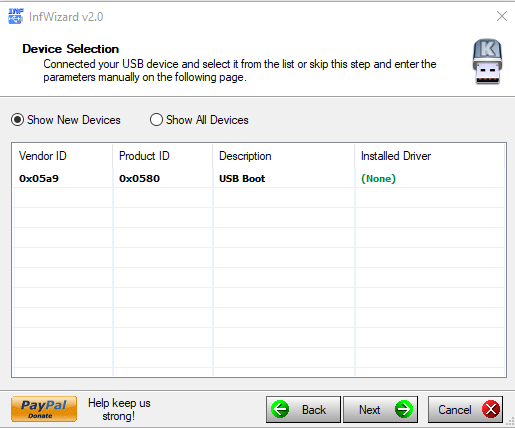 InfWizard v2.0
Device Selection
Connected your USB device and select it from the list or skip this step and enter the
parameters manually on the following page.
Show New Devices Show All Devices
Vendor ID Product ID Description Installed Driver
0x05a9 0x0580 USB Boot (None)
PayPal
Donate
Help keep us
strong!
Back Next Cancel
INF
K